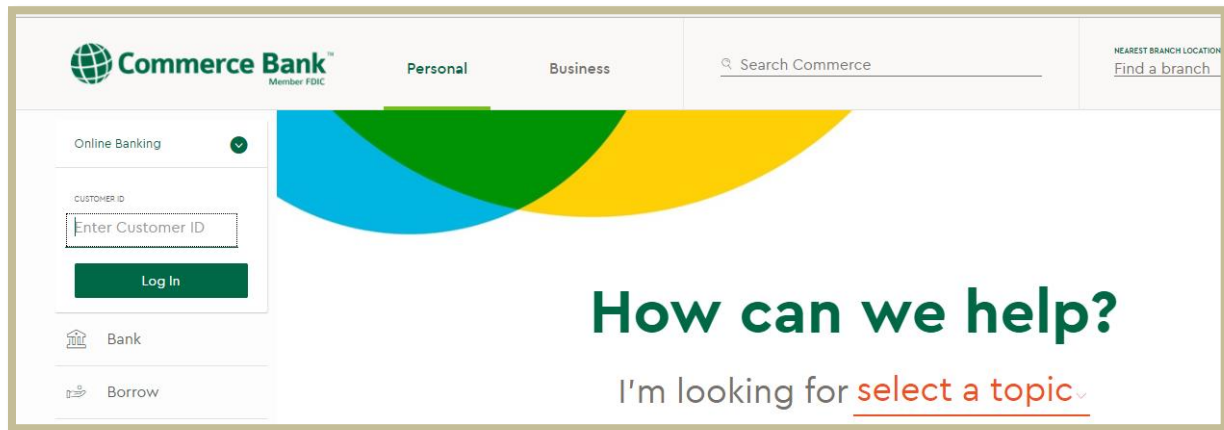 Commerce Bank™
Member FDIC
Personal
Business
Search Commerce
NEAREST BRANCH LOCATION
Find a branch
Online Banking
CUSTOMER ID
Enter Customer ID
Log In
Bank
Borrow
How can we help?
I'm looking for select a topic